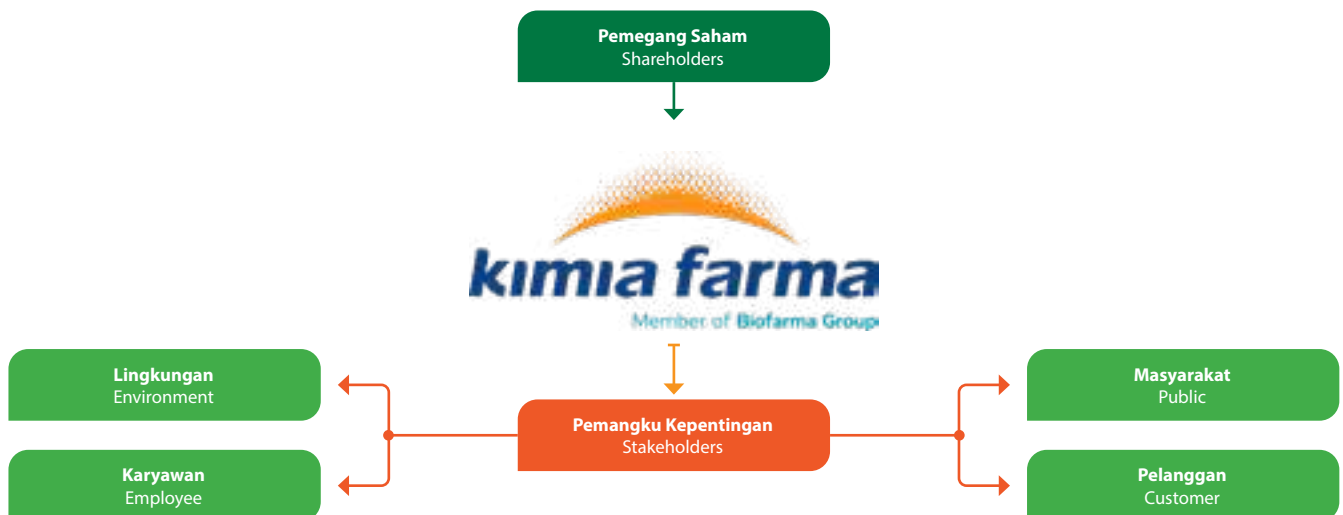 Pemegang Saham
Shareholders
kimia farma
Member of Biofarma Group
Lingkungan
Environment
Masyarakat
Public
Pemangku Kepentingan
Stakeholders
Karyawan
Employee
Pelanggan
Customer